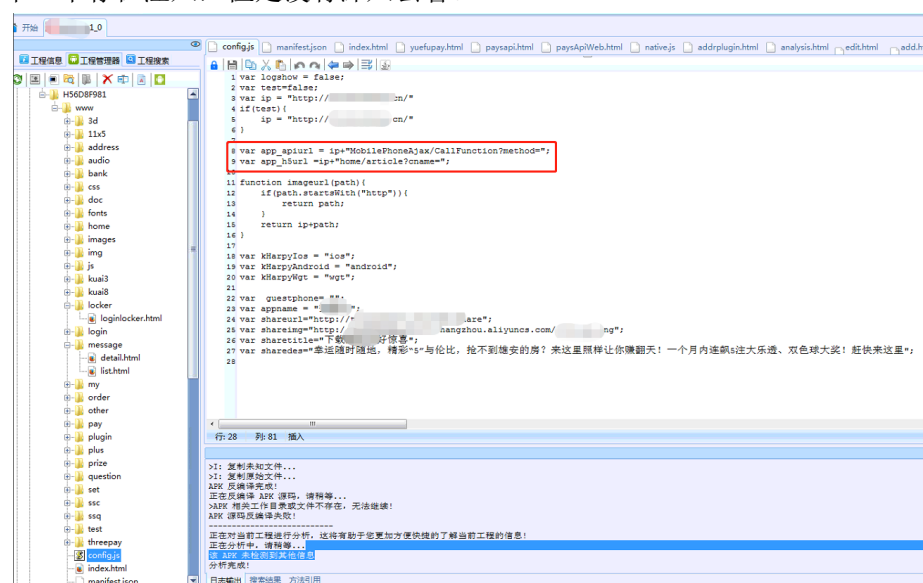 开始
1_0
工程信息 工程管理器 工程搜索
config.js manifest.json index.html yuefupay.html paysapi.html paysApiWeb.html native.js addrplugin.html analysis.html edit.html add.h
H56D8F981
www
3d
11x5
address
audio
bank
css
doc
fonts
home
images
img
js
kuai3
kuai8
locker
loginlocker.html
login
message
detail.html
list.html
my
order
other
pay
plugin
plus
prize
question
set
ssc
ssq
test
threepay
config.js
index.html
manifest.json
1 var logshow = false;
2 var test=false;
3 var ip = "http:// cn/"
4 if(test){
5 ip = "http:// cn/"
6 }
7
8 var app_apiurl = ip+"MobilePhoneAjax/CallFunction?method=";
9 var app_h5url =ip+"home/article?cname=";
10
11 function imageurl(path){
12 if(path.startsWith("http")){
13 return path;
14 }
15 return ip+path;
16 }
17
18 var kHarpyIos = "ios";
19 var kHarpyAndroid = "android";
20 var kHarpyWgt = "wgt";
21
22 var guestphone= "";
23 var appname = " ";
24 var shareurl="http:// are";
25 var shareimg="http:/ hangzhou.aliyuncs.com/ ng";
26 var sharetitle="下载 好惊喜";
27 var sharedes="幸运随时随地，精彩"5"与伦比，抢不到雄安的房？来这里照样让你赚翻天！一个月内连飙5注大乐透、双色球大奖！赶快来这里";
28
行: 28 列: 81 插入
>I: 复制未知文件...
>I: 复制原始文件...
APK 反编译完成!
正在反编译 APK 源码，请稍等...
>APK 相关工作目录或文件不存在，无法继续!
APK 源码反编译失败!
--------------------------
正在对当前工程进行分析，这将有助于您更加方便快捷的了解当前工程的信息!
正在分析中，请稍等...
该 APK 未检测到其他信息
分析完成!
日志输出 搜索结果 方法引用